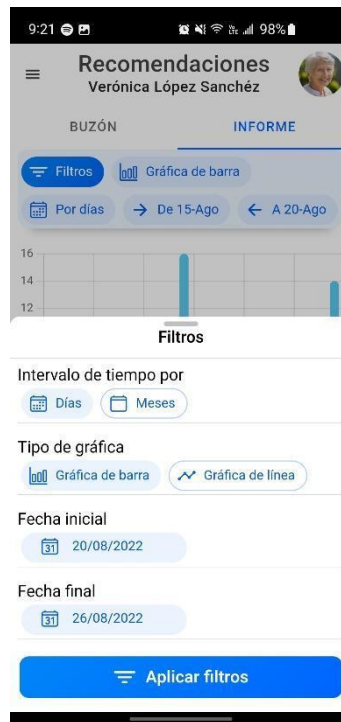 9:21 98%
Recomendaciones
Verónica López Sanchéz
BUZÓN INFORME
Filtros Gráfica de barra
Por días De 15-Ago A 20-Ago
16
14
12
Filtros
Intervalo de tiempo por
Días Meses
Tipo de gráfica
Gráfica de barra Gráfica de línea
Fecha inicial
31 20/08/2022
Fecha final
31 26/08/2022
Aplicar filtros